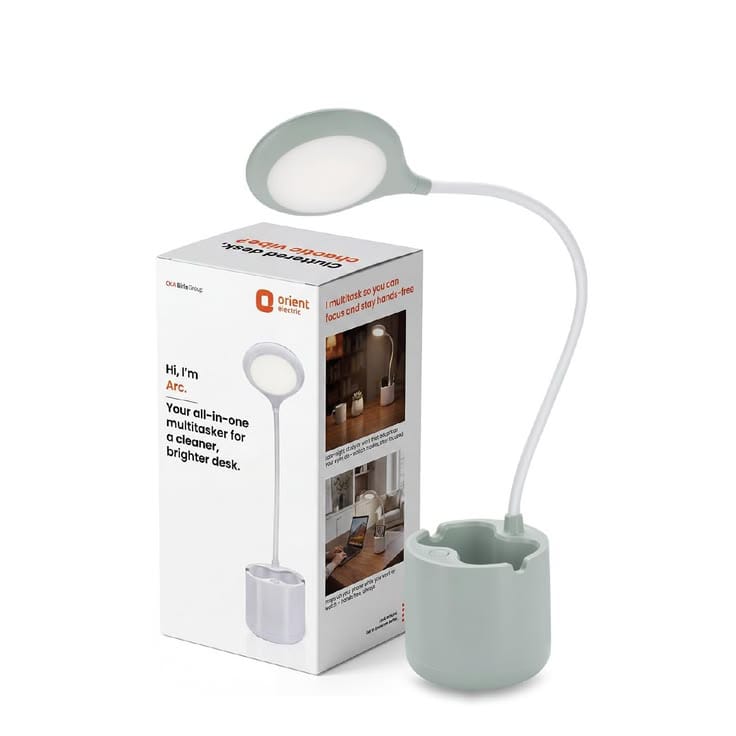 Cluttered desk,
chaotic vibe?
CKA Birla Group
orient
electric
Hi, I'm
Arc.
Your all-in-one
multitasker for
a cleaner,
brighter desk.
I multitask so you can
focus and stay hands-free